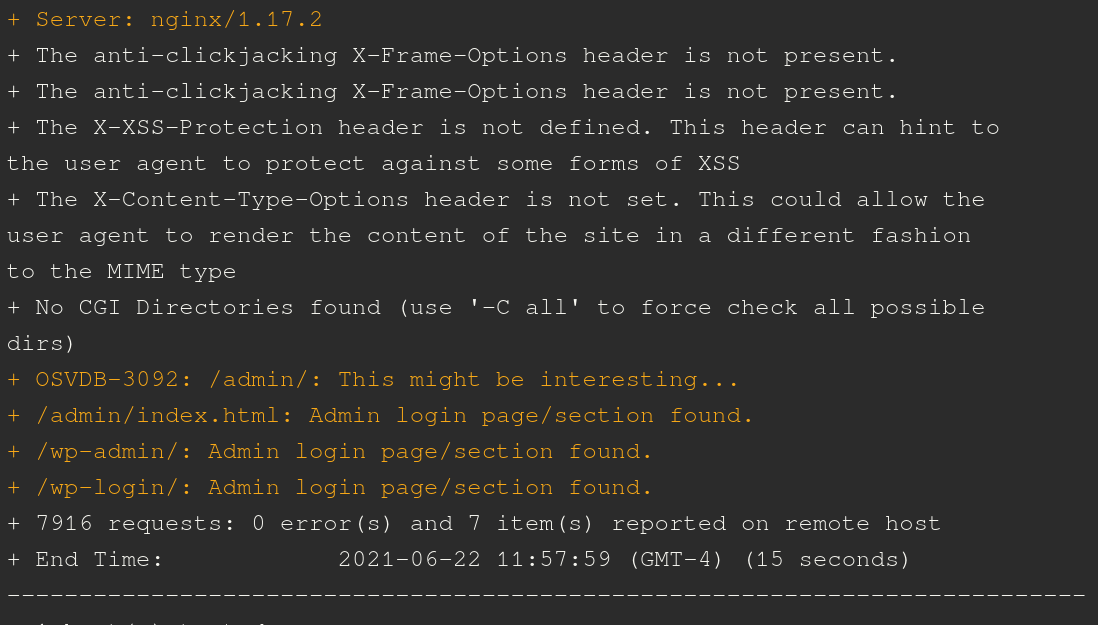 + Server: nginx/1.17.2
+ The anti-clickjacking X-Frame-Options header is not present.
+ The anti-clickjacking X-Frame-Options header is not present.
+ The X-XSS-Protection header is not defined. This header can hint to
the user agent to protect against some forms of XSS
+ The X-Content-Type-Options header is not set. This could allow the
user agent to render the content of the site in a different fashion
to the MIME type
+ No CGI Directories found (use '-C all' to force check all possible
dirs)
+ OSVDB-3092: /admin/: This might be interesting...
+ /admin/index.html: Admin login page/section found.
+ /wp-admin/: Admin login page/section found.
+ /wp-login/: Admin login page/section found.
+ 7916 requests: 0 error(s) and 7 item(s) reported on remote host
+ End Time:            2021-06-22 11:57:59 (GMT-4) (15 seconds)
---------------------------------------------------------------------------